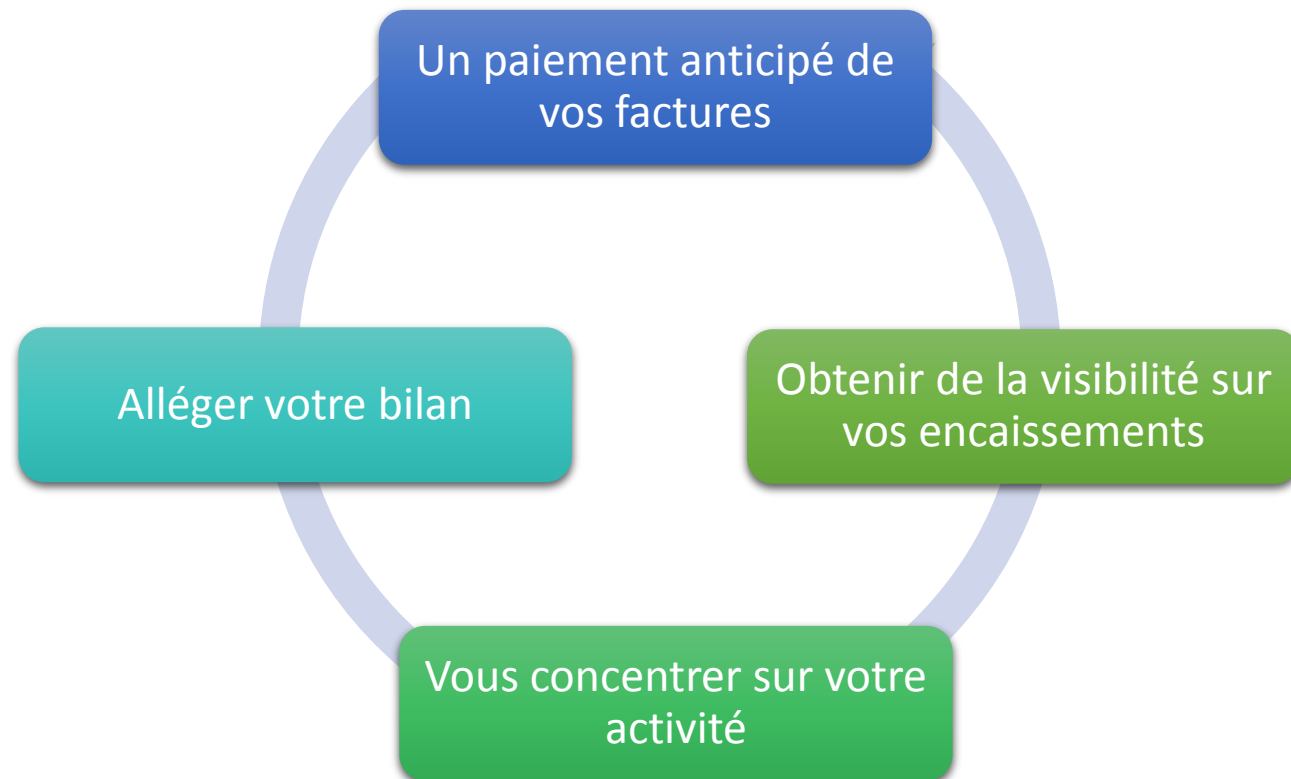 Un paiement anticipé de
vos factures
Alléger votre bilan
Obtenir de la visibilité sur
vos encaissements
Vous concentrer sur votre
activité